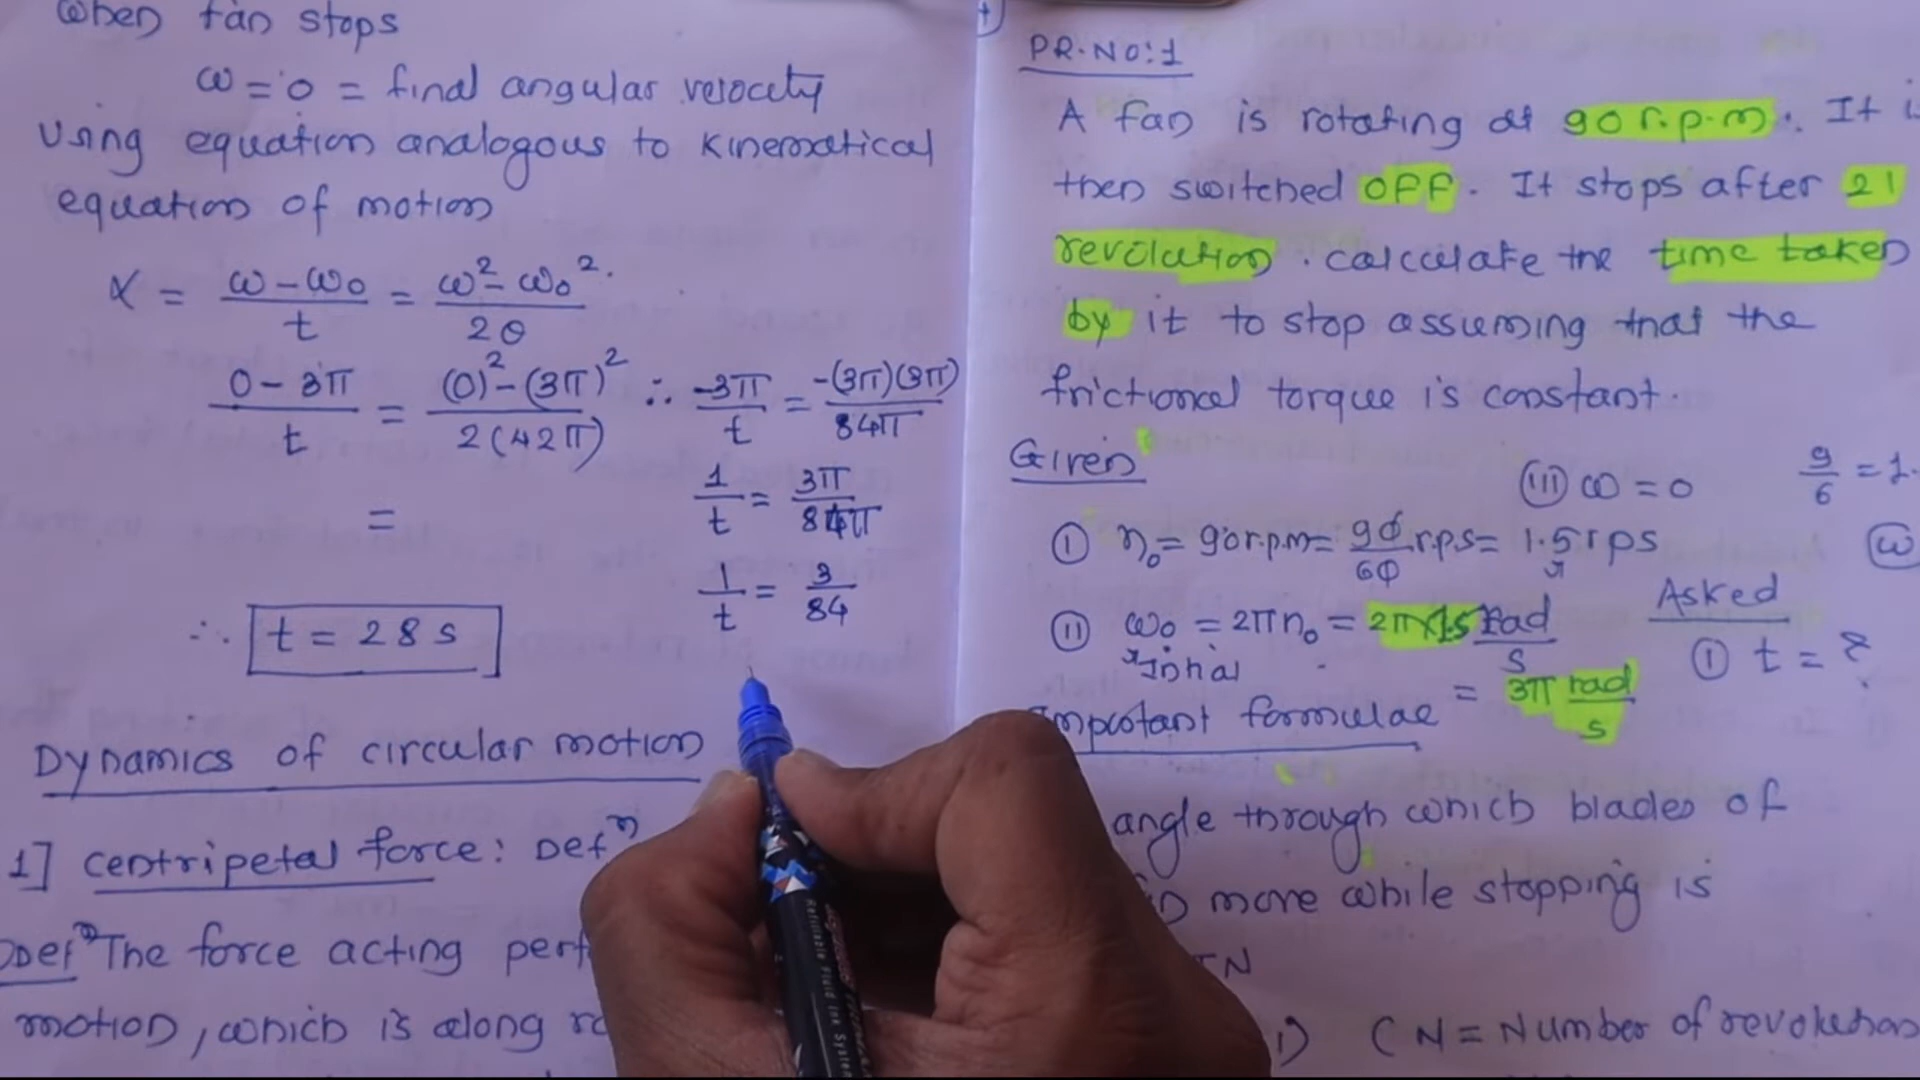 When fan stops
ω = 0 = final angular velocity
Using equation analogous to kinematical
equation of motion
α = ω - ω₀ / t = ω² - ω₀² / 2θ
0 - 3π / t = (0)² - (3π)² / 2(42π) ∴ -3π / t = -(3π)(3π) / 84π
= 1/t = 3π / 84π
1/t = 3/84
∴ t = 28 s
Dynamics of circular motion
1] centripetal force: Defⁿ
Defⁿ The force acting
motion, which is along
PR.NO:1
A fan is rotating at 90 r.p.m. It
then switched OFF. It stops after 21
revolution. calculate the time taken
by it to stop assuming that the
frictional torque is constant.
Given
(III) ω = 0 9/6 = 1.
(I) n₀ = 90 r.p.m = 90/60 r.p.s = 1.5 rps ω
(II) ω₀ = 2πn₀ = 2π×1.5 rad/s
Initial
= 3π rad/s
Asked
(I) t = ?
Important formulae
angle through which blades of
move while stopping is
πN
(N = Number of revolutions